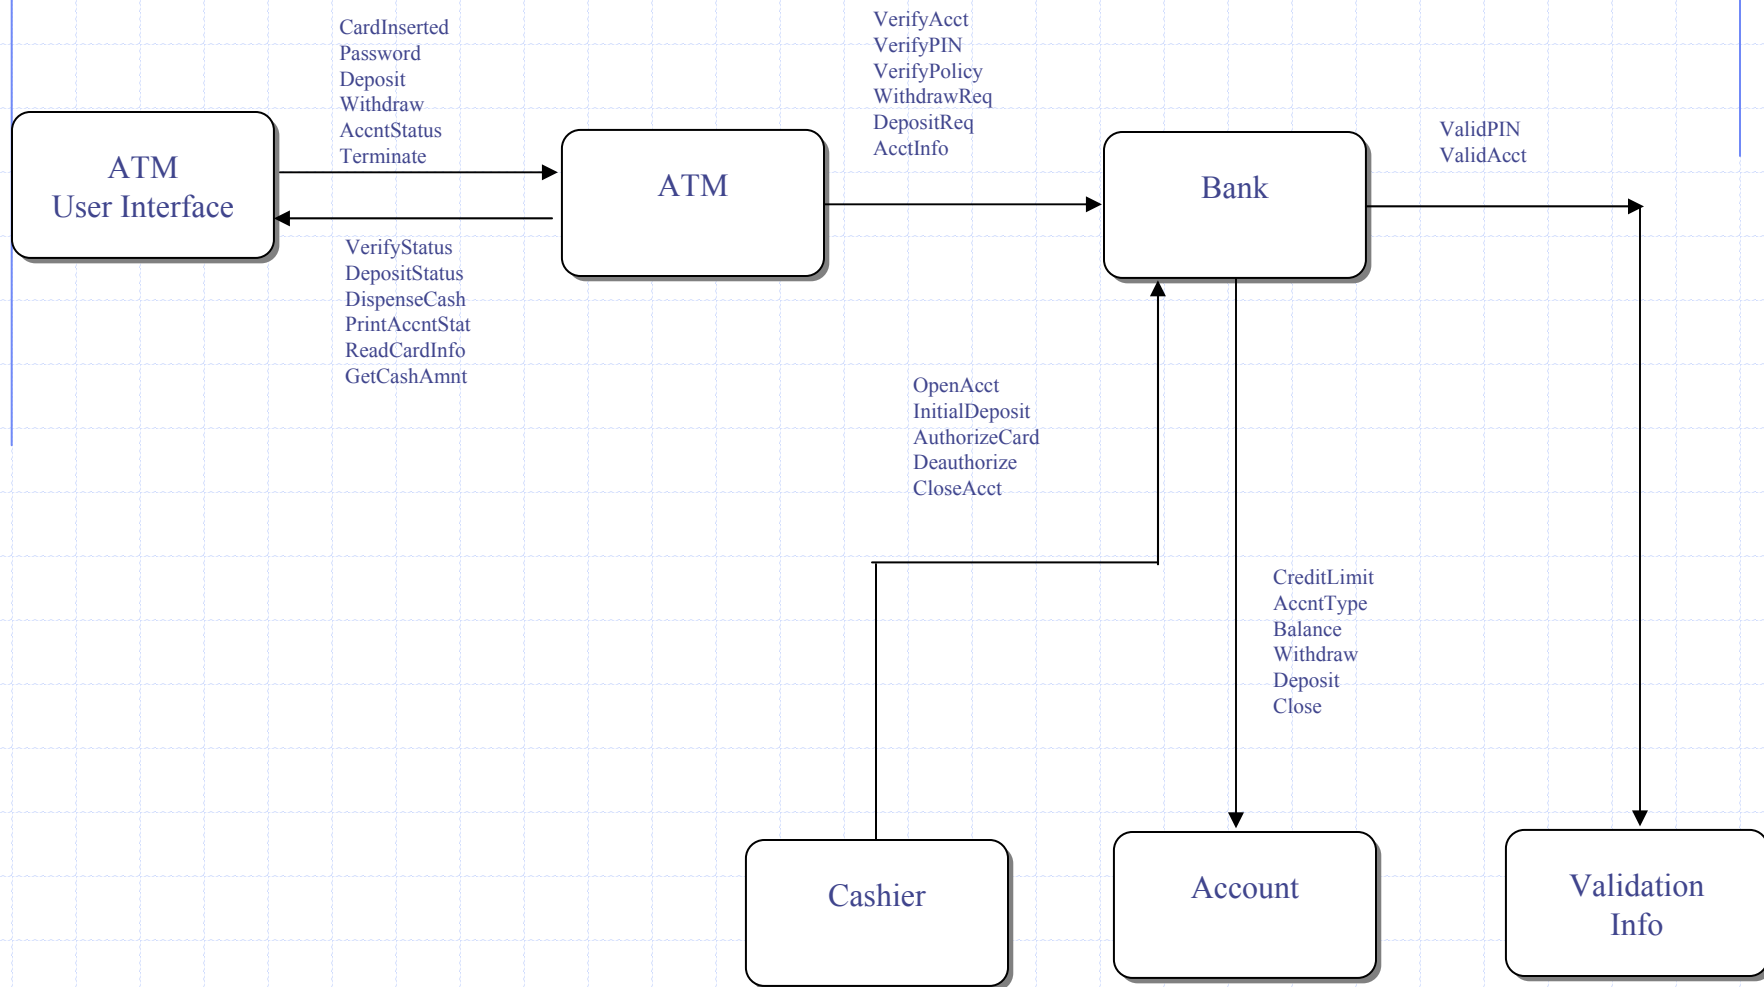 CardInserted
Password
Deposit
Withdraw
AccntStatus
Terminate
VerifyAcct
VerifyPIN
VerifyPolicy
WithdrawReq
DepositReq
AcctInfo
ValidPIN
ValidAcct
ATM
User Interface
ATM
Bank
VerifyStatus
DepositStatus
DispenseCash
PrintAccntStat
ReadCardInfo
GetCashAmnt
OpenAcct
InitialDeposit
AuthorizeCard
Deauthorize
CloseAcct
CreditLimit
AccntType
Balance
Withdraw
Deposit
Close
Cashier
Account
Validation
Info